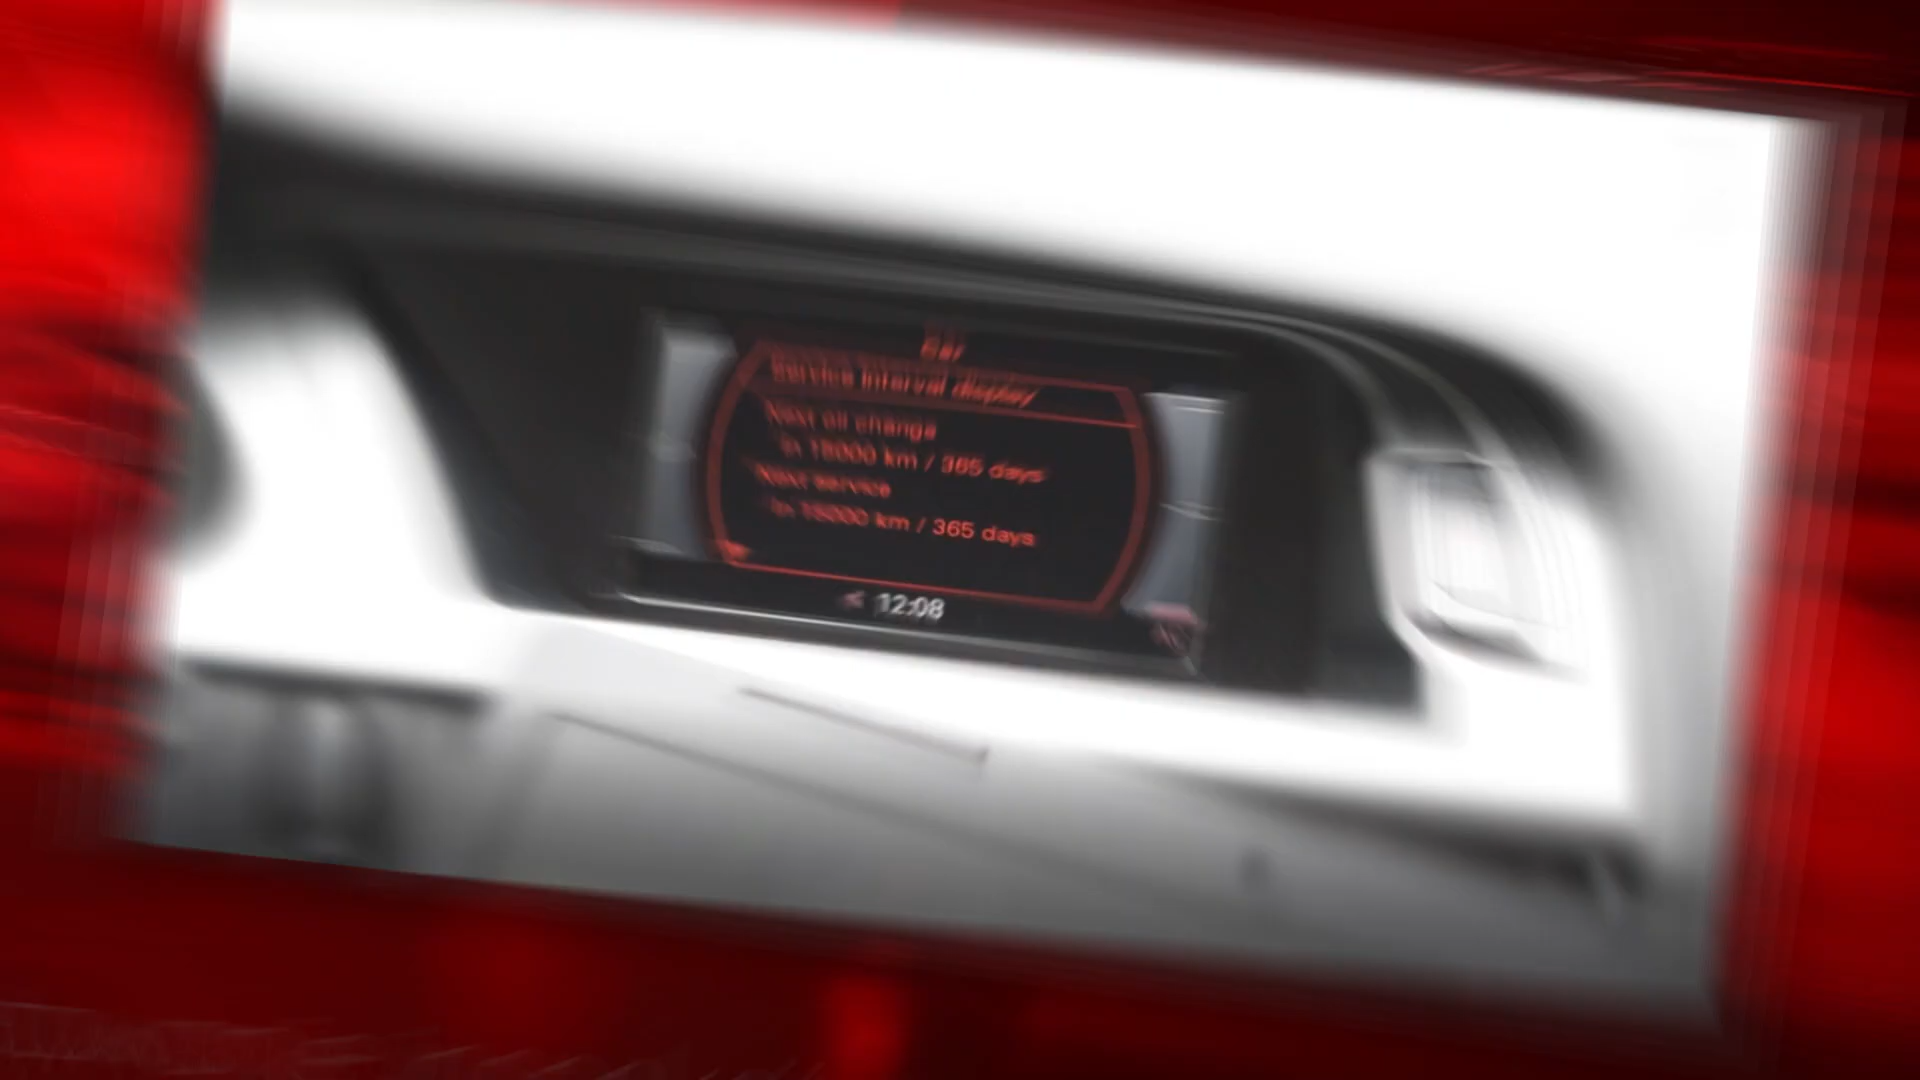 Car
Service interval display
Next oil change
in 15000 km / 365 days
Next service
in 15000 km / 365 days
12:08